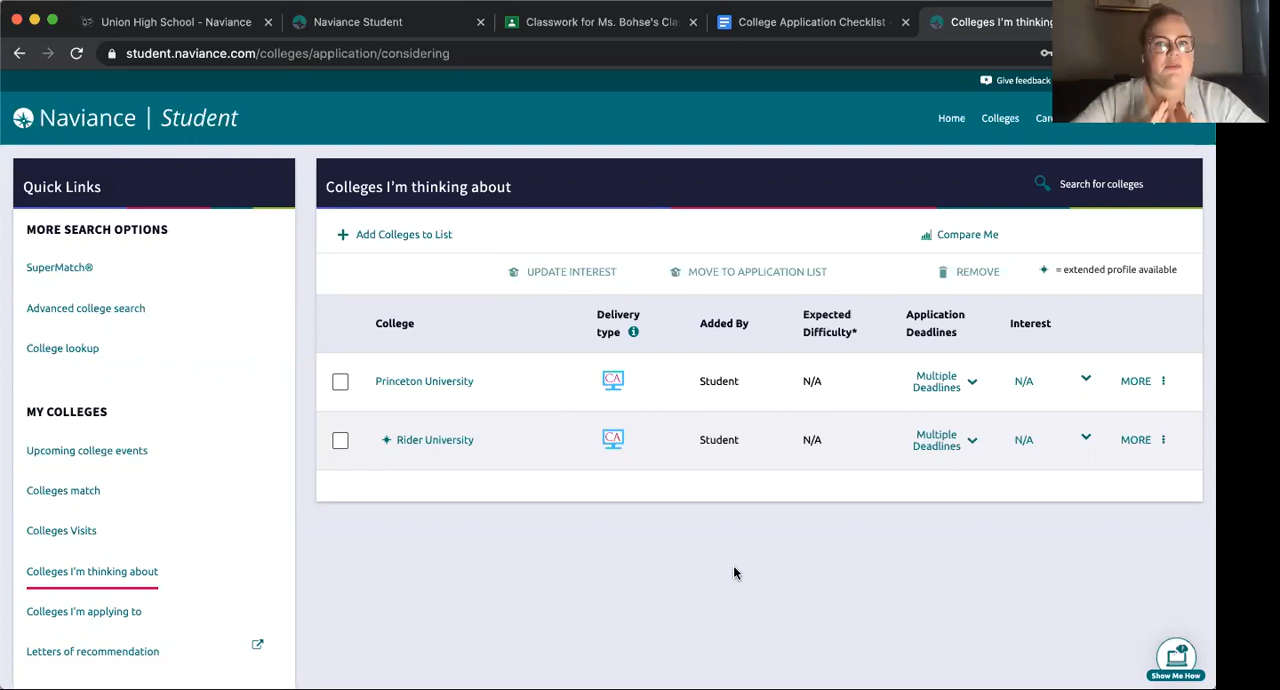 Union High School - Naviance
Naviance Student
Classwork for Ms. Bohse's Cla
College Application Checklist
Colleges I'm thinking
student.naviance.com/colleges/application/considering
Give feedback
Naviance | Student
Home
Colleges
Quick Links
MORE SEARCH OPTIONS
SuperMatch®
Advanced college search
College lookup
MY COLLEGES
Upcoming college events
Colleges match
Colleges Visits
Colleges I'm thinking about
Colleges I'm applying to
Letters of recommendation
Colleges I'm thinking about
Search for colleges
+ Add Colleges to List
Compare Me
UPDATE INTEREST
MOVE TO APPLICATION LIST
REMOVE
= extended profile available
College
Delivery
type
Added By
Expected
Difficulty*
Application
Deadlines
Interest
Princeton University
CA
Student
N/A
Multiple
Deadlines
N/A
MORE
Rider University
CA
Student
N/A
Multiple
Deadlines
N/A
MORE
Show Me How